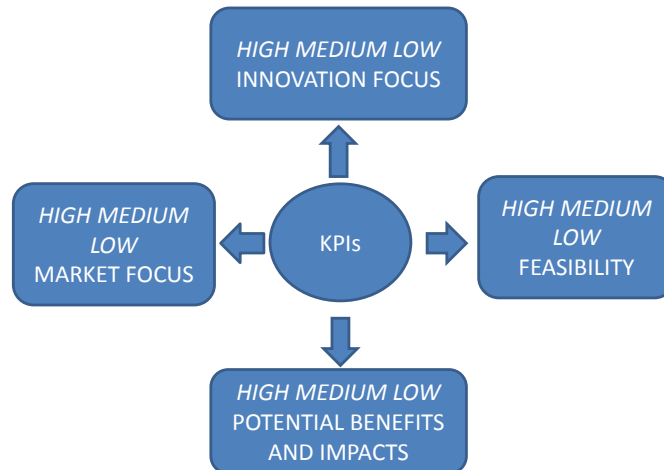 HIGH MEDIUM LOW
INNOVATION FOCUS
HIGH MEDIUM
LOW
MARKET FOCUS
KPIs
HIGH MEDIUM
LOW
FEASIBILITY
HIGH MEDIUM LOW
POTENTIAL BENEFITS
AND IMPACTS